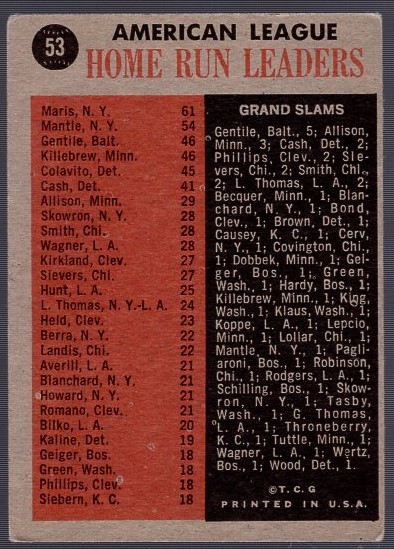 53
AMERICAN LEAGUE
HOME RUN LEADERS
Maris, N. Y. 61
Mantle, N. Y. 54
Gentile, Balt. 46
Killebrew, Minn. 46
Colavito, Det. 45
Cash, Det. 41
Allison, Minn. 29
Skowron, N. Y. 28
Smith, Chi. 28
Wagner, L. A. 28
Kirkland, Clev. 27
Sievers, Chi. 27
Hunt, L. A. 25
L. Thomas, N. Y.-L. A. 24
Held, Clev. 23
Berra, N. Y. 22
Landis, Chi. 22
Averill, L. A. 21
Blanchard, N. Y. 21
Howard, N. Y. 21
Romano, Clev. 21
Bilko, L. A. 20
Kaline, Det. 19
Geiger, Bos. 18
Green, Wash. 18
Phillips, Clev. 18
Siebern, K. C. 18
GRAND SLAMS
Gentile, Balt., 5; Allison,
Minn., 3; Cash, Det., 2;
Phillips, Clev., 2; Sie-
vers, Chi., 2; Smith, Chi.,
2; L. Thomas, L. A., 2;
Becquer, Minn., 1; Blan-
chard, N. Y., 1; Bond,
Clev., 1; Brown, Det., 1;
Causey, K. C., 1; Cerv,
N. Y., 1; Covington, Chi.,
1; Dobbek, Minn., 1; Gei-
ger, Bos., 1; Green,
Wash., 1; Hardy, Bos., 1;
Killebrew, Minn., 1; King,
Wash., 1; Klaus, Wash., 1;
Koppe, L. A., 1; Lepcio,
Minn., 1; Lollar, Chi., 1;
Mantle, N. Y., 1; Pagli-
aroni, Bos., 1; Robinson,
Chi., 1; Rodgers, L. A., 1;
Schilling, Bos., 1; Skow-
ron, N. Y., 1; Tasby,
Wash., 1; G. Thomas,
L. A., 1; Throneberry,
K. C., 1; Tuttle, Minn., 1;
Wagner, L. A., 1; Wertz,
Bos., 1; Wood, Det., 1.
© T. C. G
PRINTED IN U.S.A.